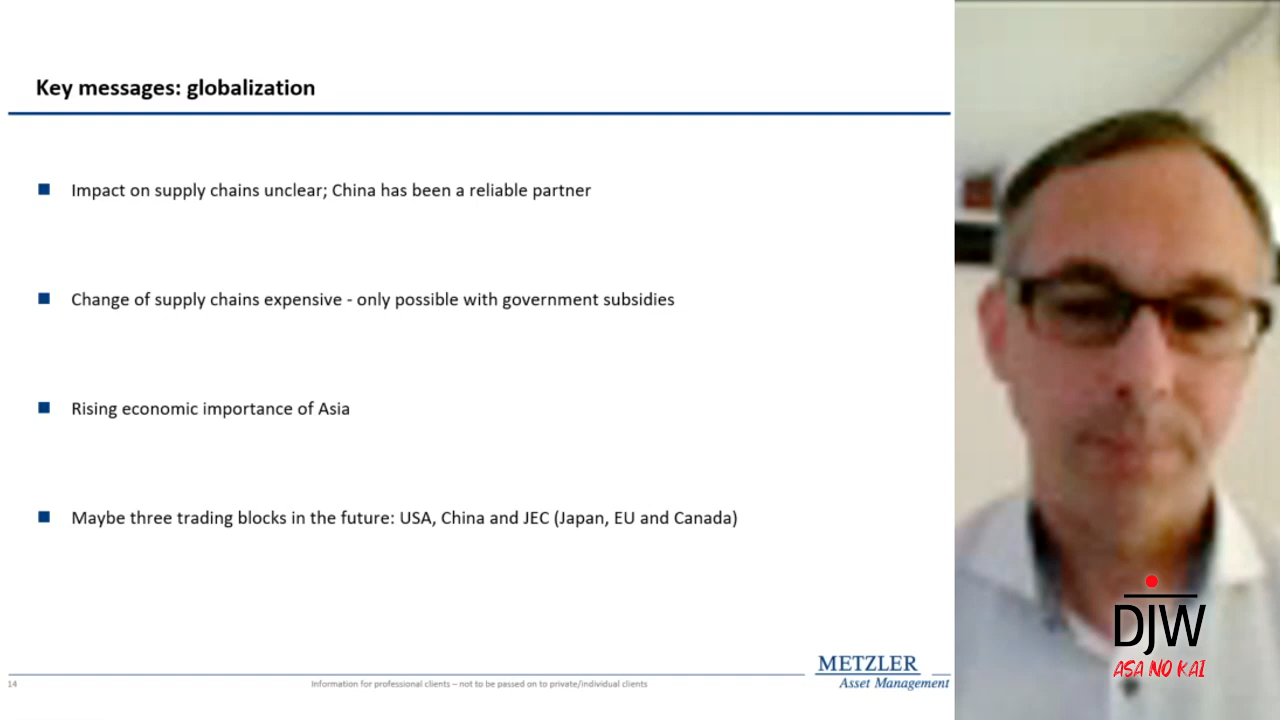 Key messages: globalization
Impact on supply chains unclear; China has been a reliable partner
Change of supply chains expensive - only possible with government subsidies
Rising economic importance of Asia
Maybe three trading blocks in the future: USA, China and JEC (Japan, EU and Canada)
14
Information for professional clients – not to be passed on to private/individual clients
METZLER
Asset Management
DJW
ASA NO KAI